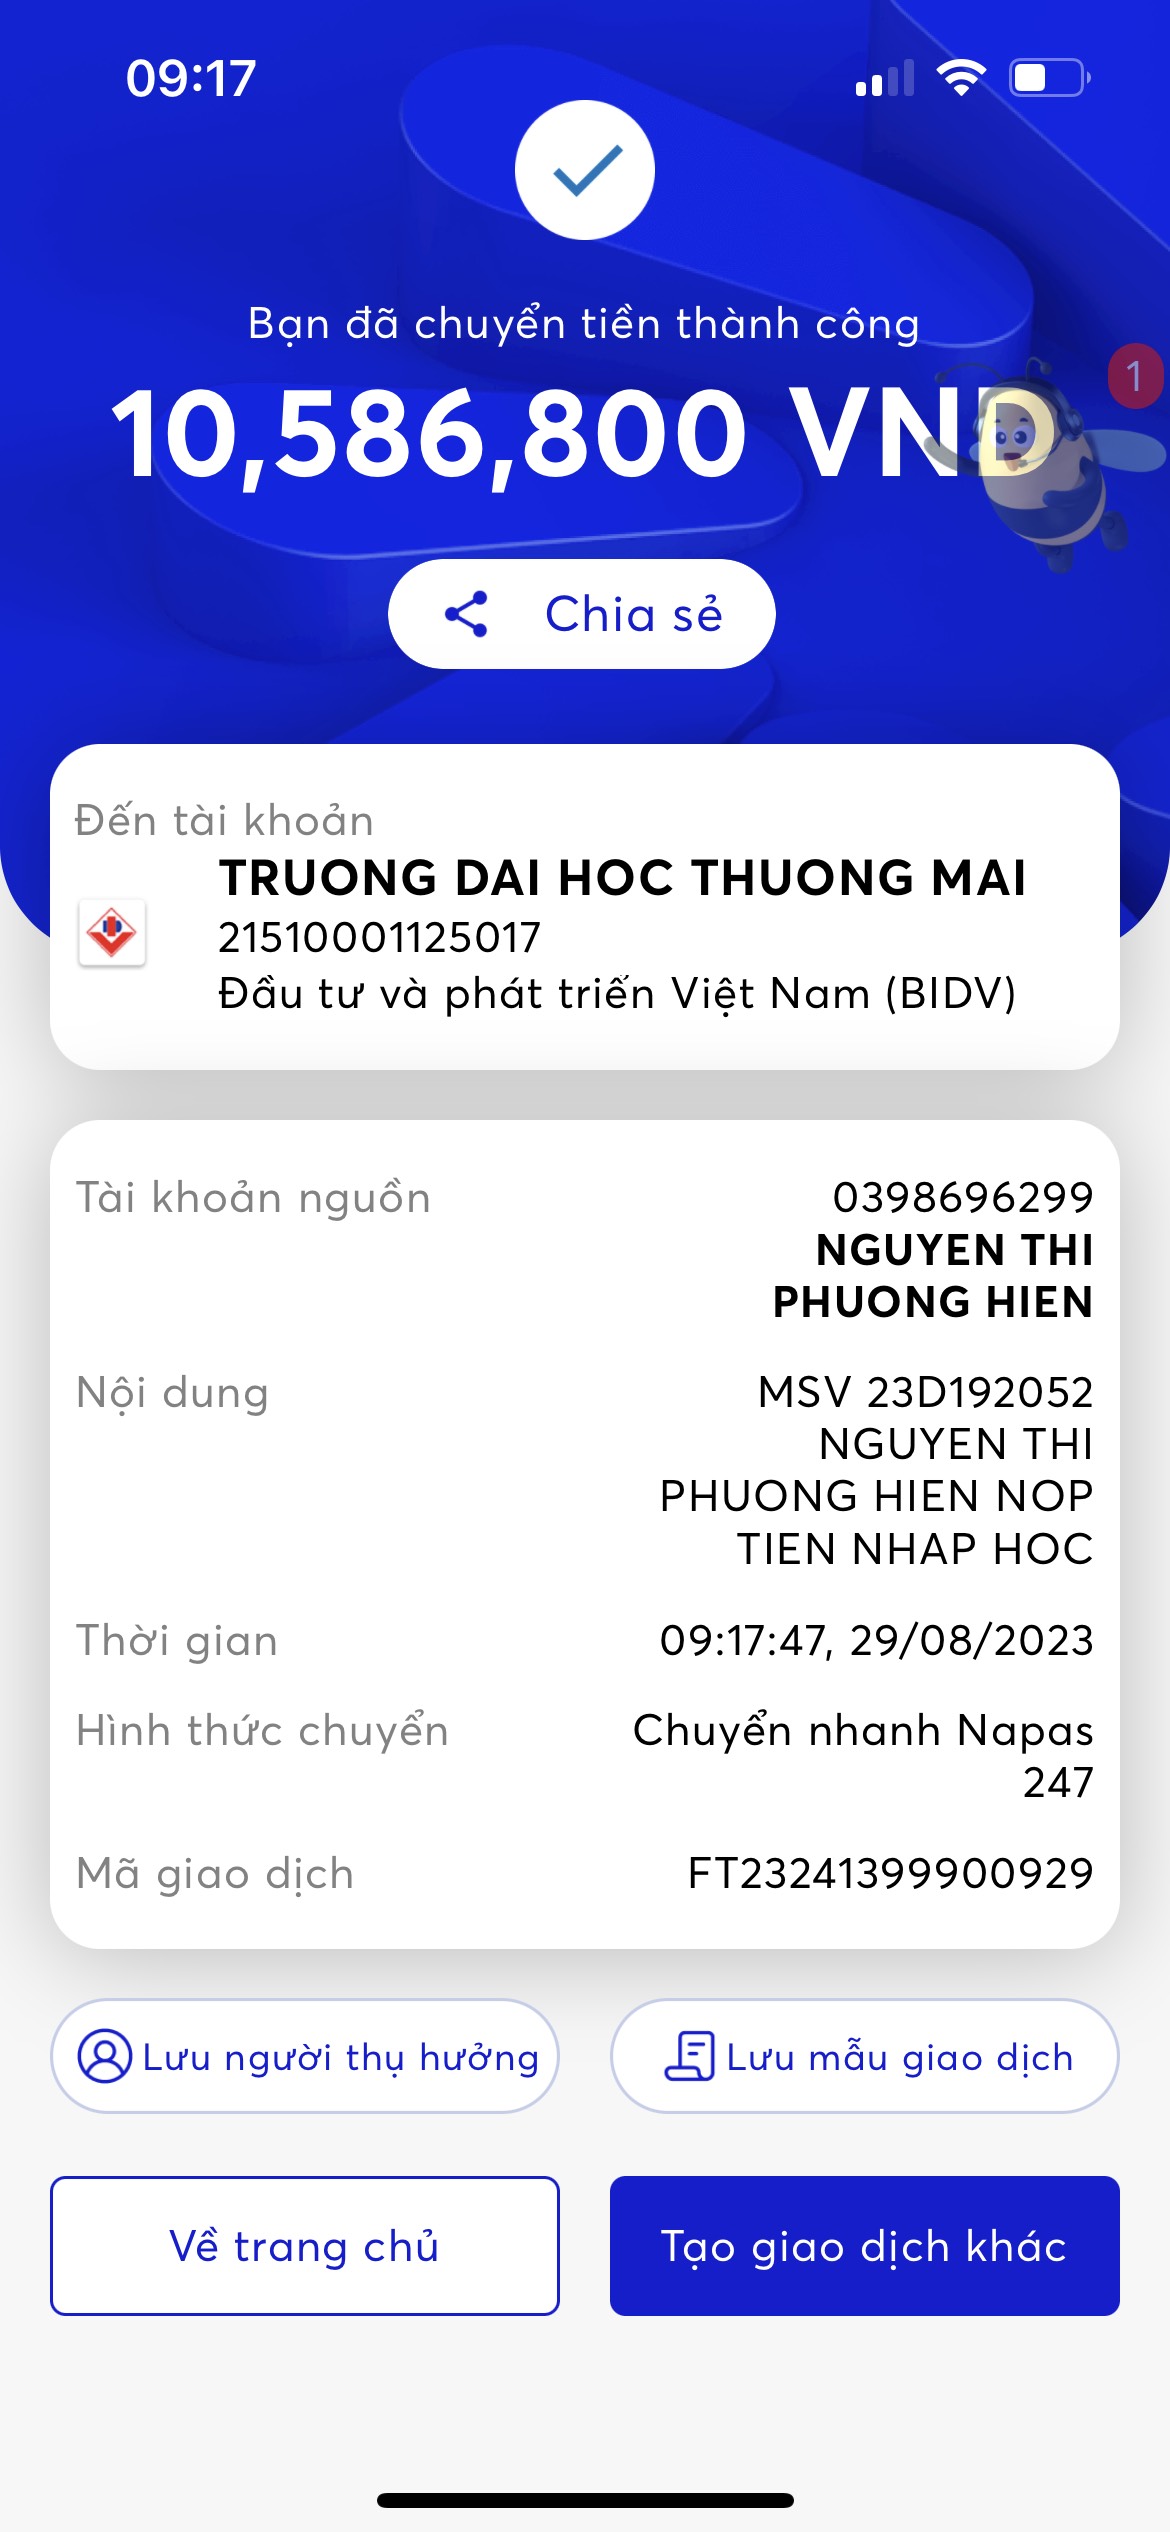 09:17
Bạn đã chuyển tiền thành công
10,586,800 VND
1
Chia sẻ
Đến tài khoản
TRUONG DAI HOC THUONG MAI
21510001125017
Đầu tư và phát triển Việt Nam (BIDV)
Tài khoản nguồn
0398696299
NGUYEN THI
PHUONG HIEN
Nội dung
MSV 23D192052
NGUYEN THI
PHUONG HIEN NOP
TIEN NHAP HOC
Thời gian
09:17:47, 29/08/2023
Hình thức chuyển
Chuyển nhanh Napas
247
Mã giao dịch
FT23241399900929
Lưu người thụ hưởng
Lưu mẫu giao dịch
Về trang chủ
Tạo giao dịch khác